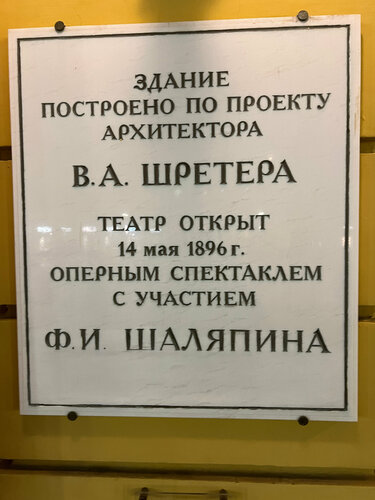 ЗДАНИЕ
ПОСТРОЕНО ПО ПРОЕКТУ
АРХИТЕКТОРА
В. А. ШРЕТЕРА
ТЕАТР ОТКРЫТ
14 мая 1896 г.
ОПЕРНЫМ СПЕКТАКЛЕМ
С УЧАСТИЕМ
Ф. И. ШАЛЯПИНА